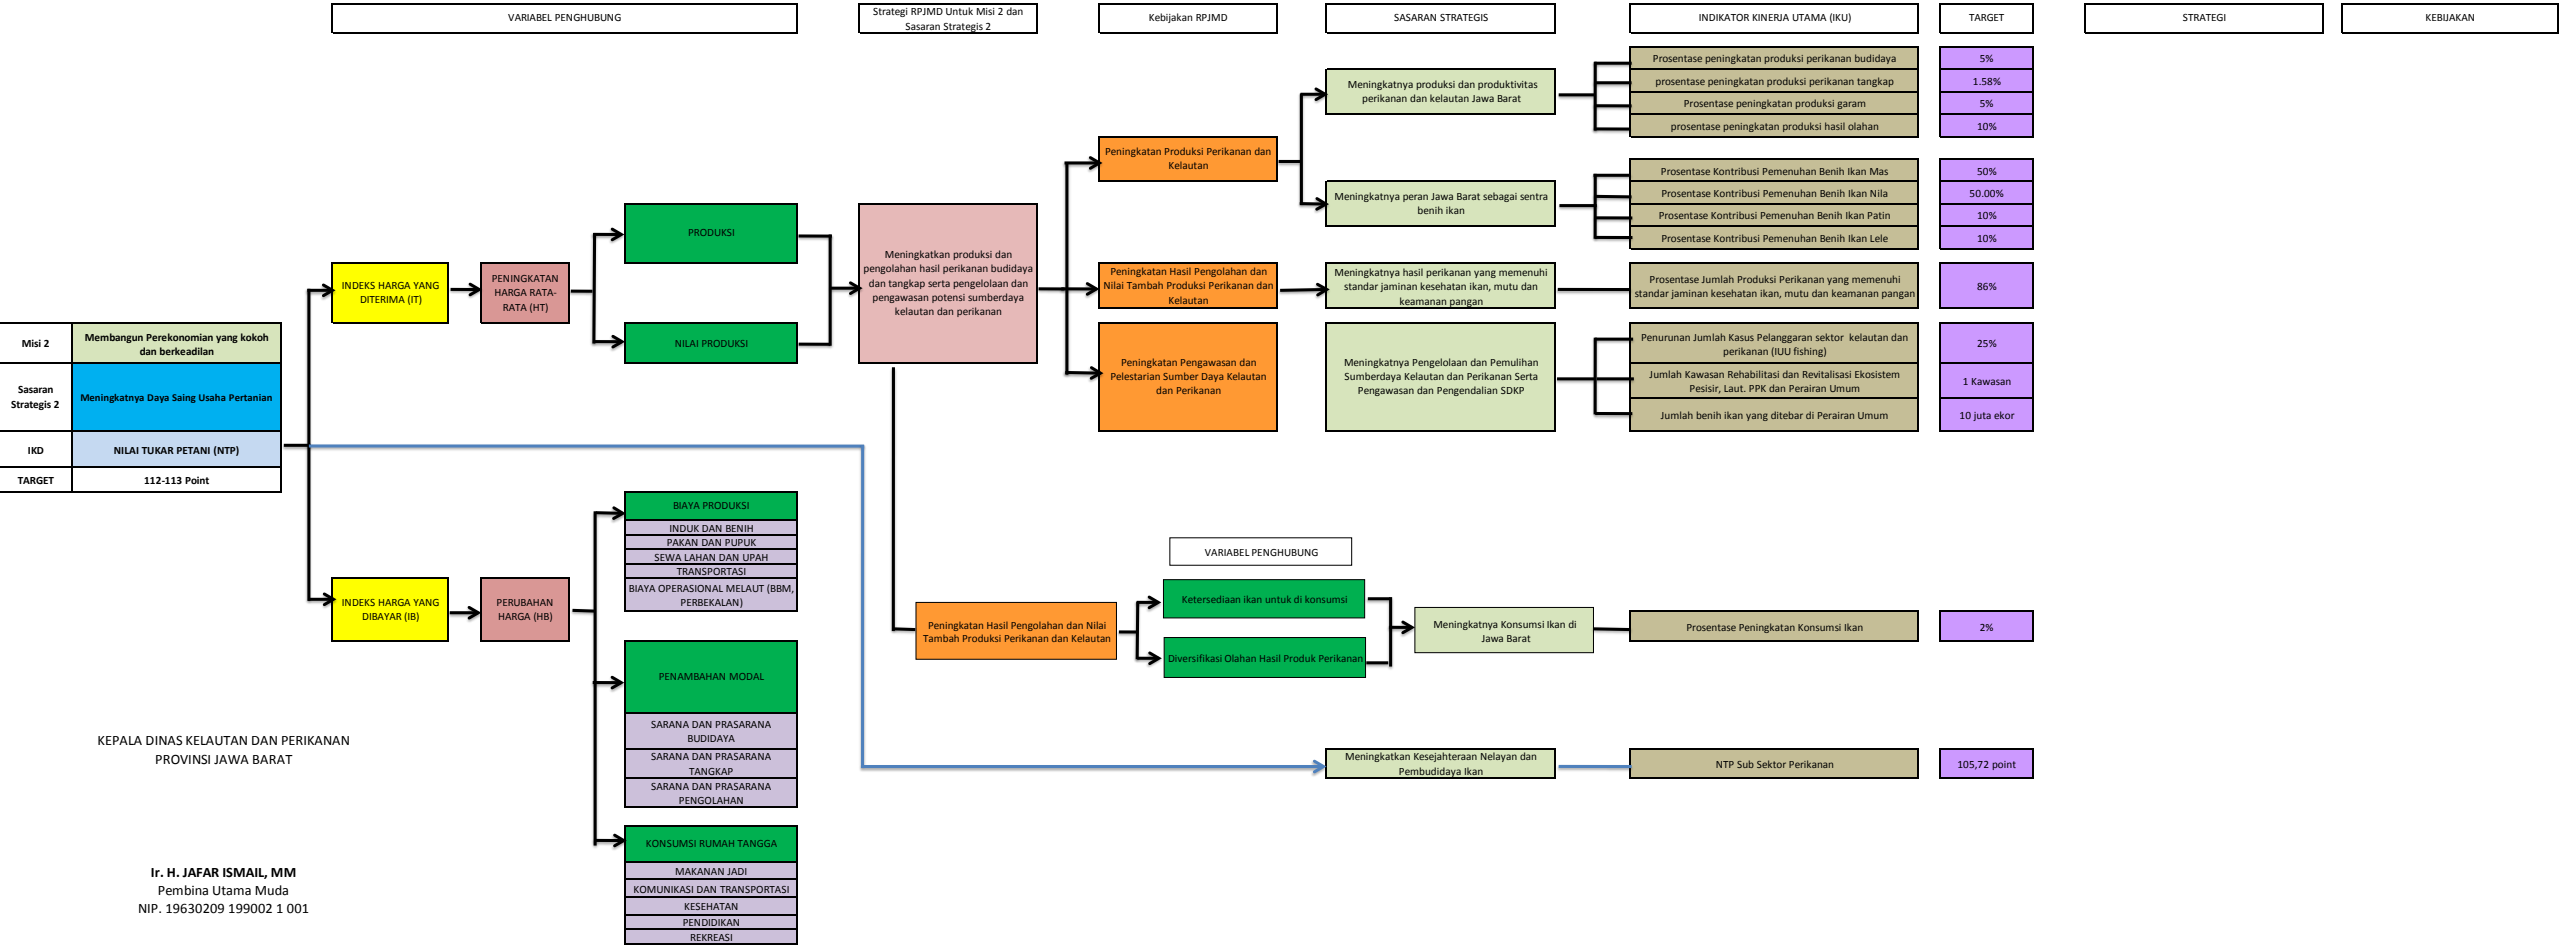 VARIABEL PENGHUBUNG
Strategi RPJMD Untuk Misi 2 dan
Sasaran Strategis 2
Kebijakan RPJMD
SASARAN STRATEGIS
INDIKATOR KINERJA UTAMA (IKU)
TARGET
STRATEGI
KEBIJAKAN
Misi 2
Membangun Perekonomian yang kokoh
dan berkeadilan
Sasaran
Strategis 2
Meningkatnya Daya Saing Usaha Pertanian
IKD
NILAI TUKAR PETANI (NTP)
TARGET
112-113 Point
INDEKS HARGA YANG
DITERIMA (IT)
PENINGKATAN
HARGA RATA-
RATA (HT)
PRODUKSI
NILAI PRODUKSI
Meningkatkan produksi dan
pengolahan hasil perikanan budidaya
dan tangkap serta pengelolaan dan
pengawasan potensi sumberdaya
kelautan dan perikanan
Peningkatan Produksi Perikanan dan
Kelautan
Meningkatnya produksi dan produktivitas
perikanan dan kelautan Jawa Barat
Prosentase peningkatan produksi perikanan budidaya
5%
prosentase peningkatan produksi perikanan tangkap
1.58%
Prosentase peningkatan produksi garam
5%
prosentase peningkatan produksi hasil olahan
10%
Meningkatnya peran Jawa Barat sebagai sentra
benih ikan
Prosentase Kontribusi Pemenuhan Benih Ikan Mas
50%
Prosentase Kontribusi Pemenuhan Benih Ikan Nila
50.00%
Prosentase Kontribusi Pemenuhan Benih Ikan Patin
10%
Prosentase Kontribusi Pemenuhan Benih Ikan Lele
10%
Peningkatan Hasil Pengolahan dan
Nilai Tambah Produksi Perikanan dan
Kelautan
Meningkatnya hasil perikanan yang memenuhi
standar jaminan kesehatan ikan, mutu dan
keamanan pangan
Prosentase Jumlah Produksi Perikanan yang memenuhi
standar jaminan kesehatan ikan, mutu dan keamanan pangan
86%
Peningkatan Pengawasan dan
Pelestarian Sumber Daya Kelautan
dan Perikanan
Meningkatnya Pengelolaan dan Pemulihan
Sumberdaya Kelautan dan Perikanan Serta
Pengawasan dan Pengendalian SDKP
Penurunan Jumlah Kasus Pelanggaran sektor kelautan dan
perikanan (IUU fishing)
25%
Jumlah Kawasan Rehabilitasi dan Revitalisasi Ekosistem
Pesisir, Laut. PPK dan Perairan Umum
1 Kawasan
Jumlah benih ikan yang ditebar di Perairan Umum
10 juta ekor
INDEKS HARGA YANG
DIBAYAR (IB)
PERUBAHAN
HARGA (HB)
BIAYA PRODUKSI
INDUK DAN BENIH
PAKAN DAN PUPUK
SEWA LAHAN DAN UPAH
TRANSPORTASI
BIAYA OPERASIONAL MELAUT (BBM,
PERBEKALAN)
PENAMBAHAN MODAL
SARANA DAN PRASARANA
BUDIDAYA
SARANA DAN PRASARANA
TANGKAP
SARANA DAN PRASARANA
PENGOLAHAN
KONSUMSI RUMAH TANGGA
MAKANAN JADI
KOMUNIKASI DAN TRANSPORTASI
KESEHATAN
PENDIDIKAN
REKREASI
VARIABEL PENGHUBUNG
Peningkatan Hasil Pengolahan dan Nilai
Tambah Produksi Perikanan dan Kelautan
Ketersediaan ikan untuk di konsumsi
Diversifikasi Olahan Hasil Produk Perikanan
Meningkatnya Konsumsi Ikan di
Jawa Barat
Prosentase Peningkatan Konsumsi Ikan
2%
Meningkatkan Kesejahteraan Nelayan dan
Pembudidaya Ikan
NTP Sub Sektor Perikanan
105,72 point
KEPALA DINAS KELAUTAN DAN PERIKANAN
PROVINSI JAWA BARAT
Ir. H. JAFAR ISMAIL, MM
Pembina Utama Muda
NIP. 19630209 199002 1 001